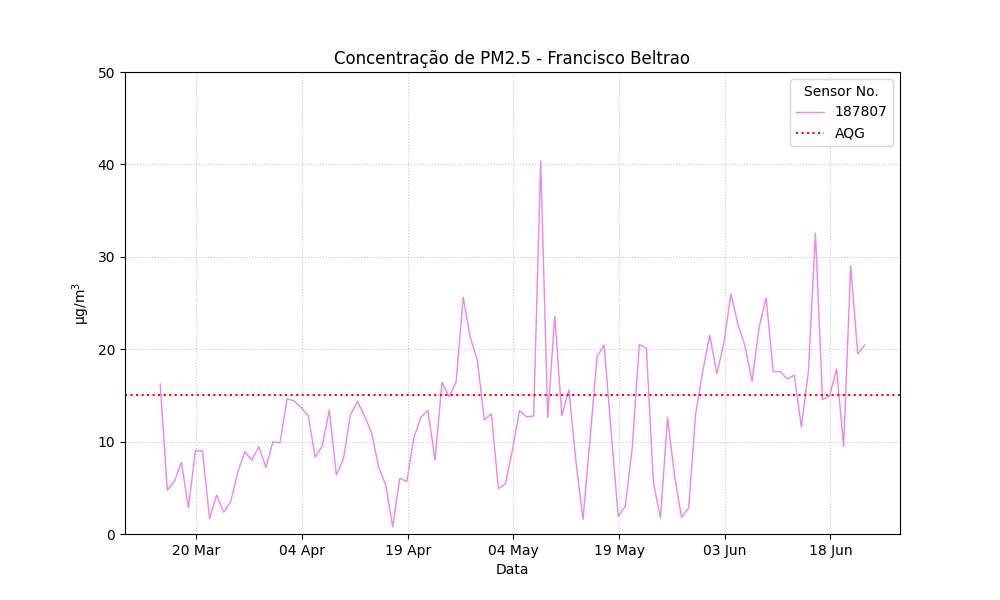 Concentração de PM2.5 - Francisco Beltrao
50
40
30
20
10
0
µg/m³
Sensor No.
187807
AQG
20 Mar
04 Apr
19 Apr
04 May
19 May
03 Jun
18 Jun
Data